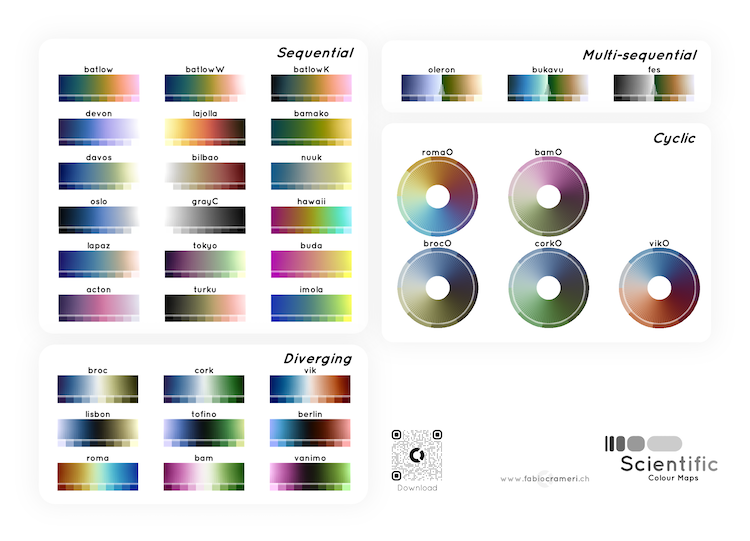 Sequential
batlow batlowW batlowK
devon lajolla bamako
davos bilbao nuuk
oslo grayC hawaii
lapaz tokyo buda
acton turku imola
Diverging
broc cork vik
lisbon tofino berlin
roma bam vanimo
Multi-sequential
oleron bukavu fes
Cyclic
romaO bamO
brocO corkO vikO
Download
www.fabiocrameri.ch
Scientific
Colour Maps